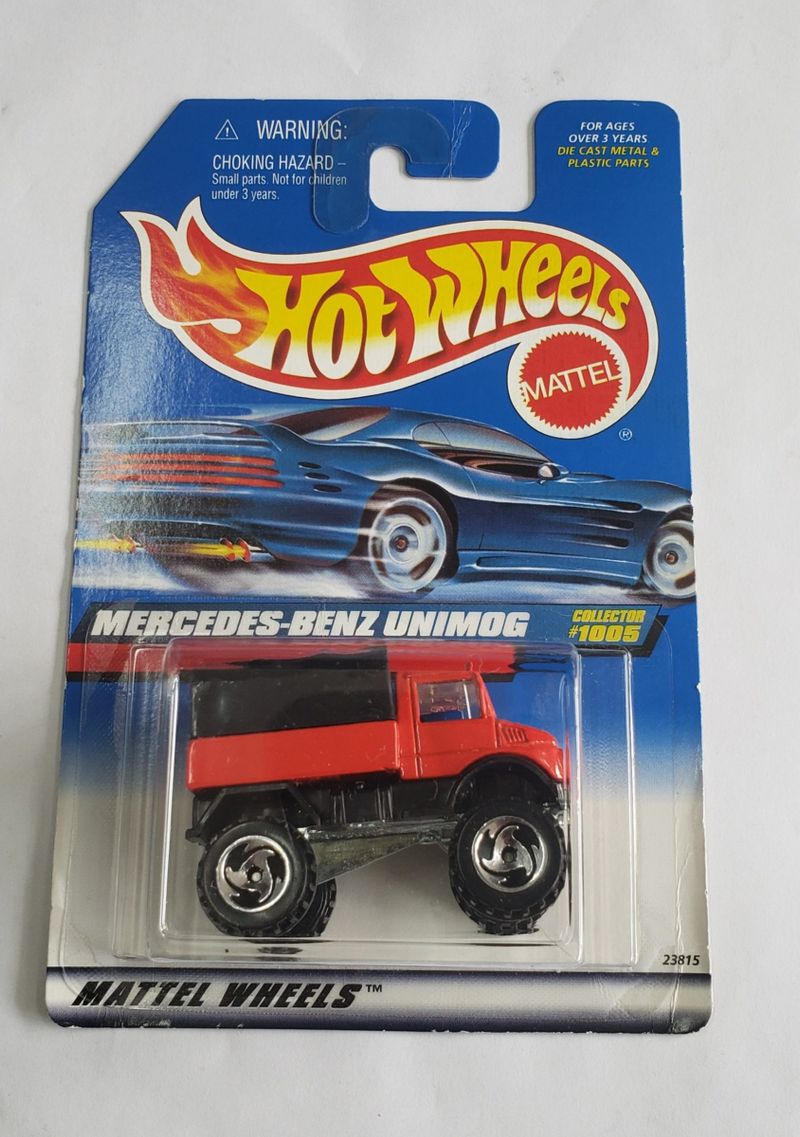 ⚠ WARNING:
CHOKING HAZARD –
Small parts. Not for children
under 3 years.
FOR AGES
OVER 3 YEARS
DIE CAST METAL &
PLASTIC PARTS
HOT WHEELS
MATTEL
®
MERCEDES-BENZ UNIMOG
COLLECTOR
#1005
23815
MATTEL WHEELS™